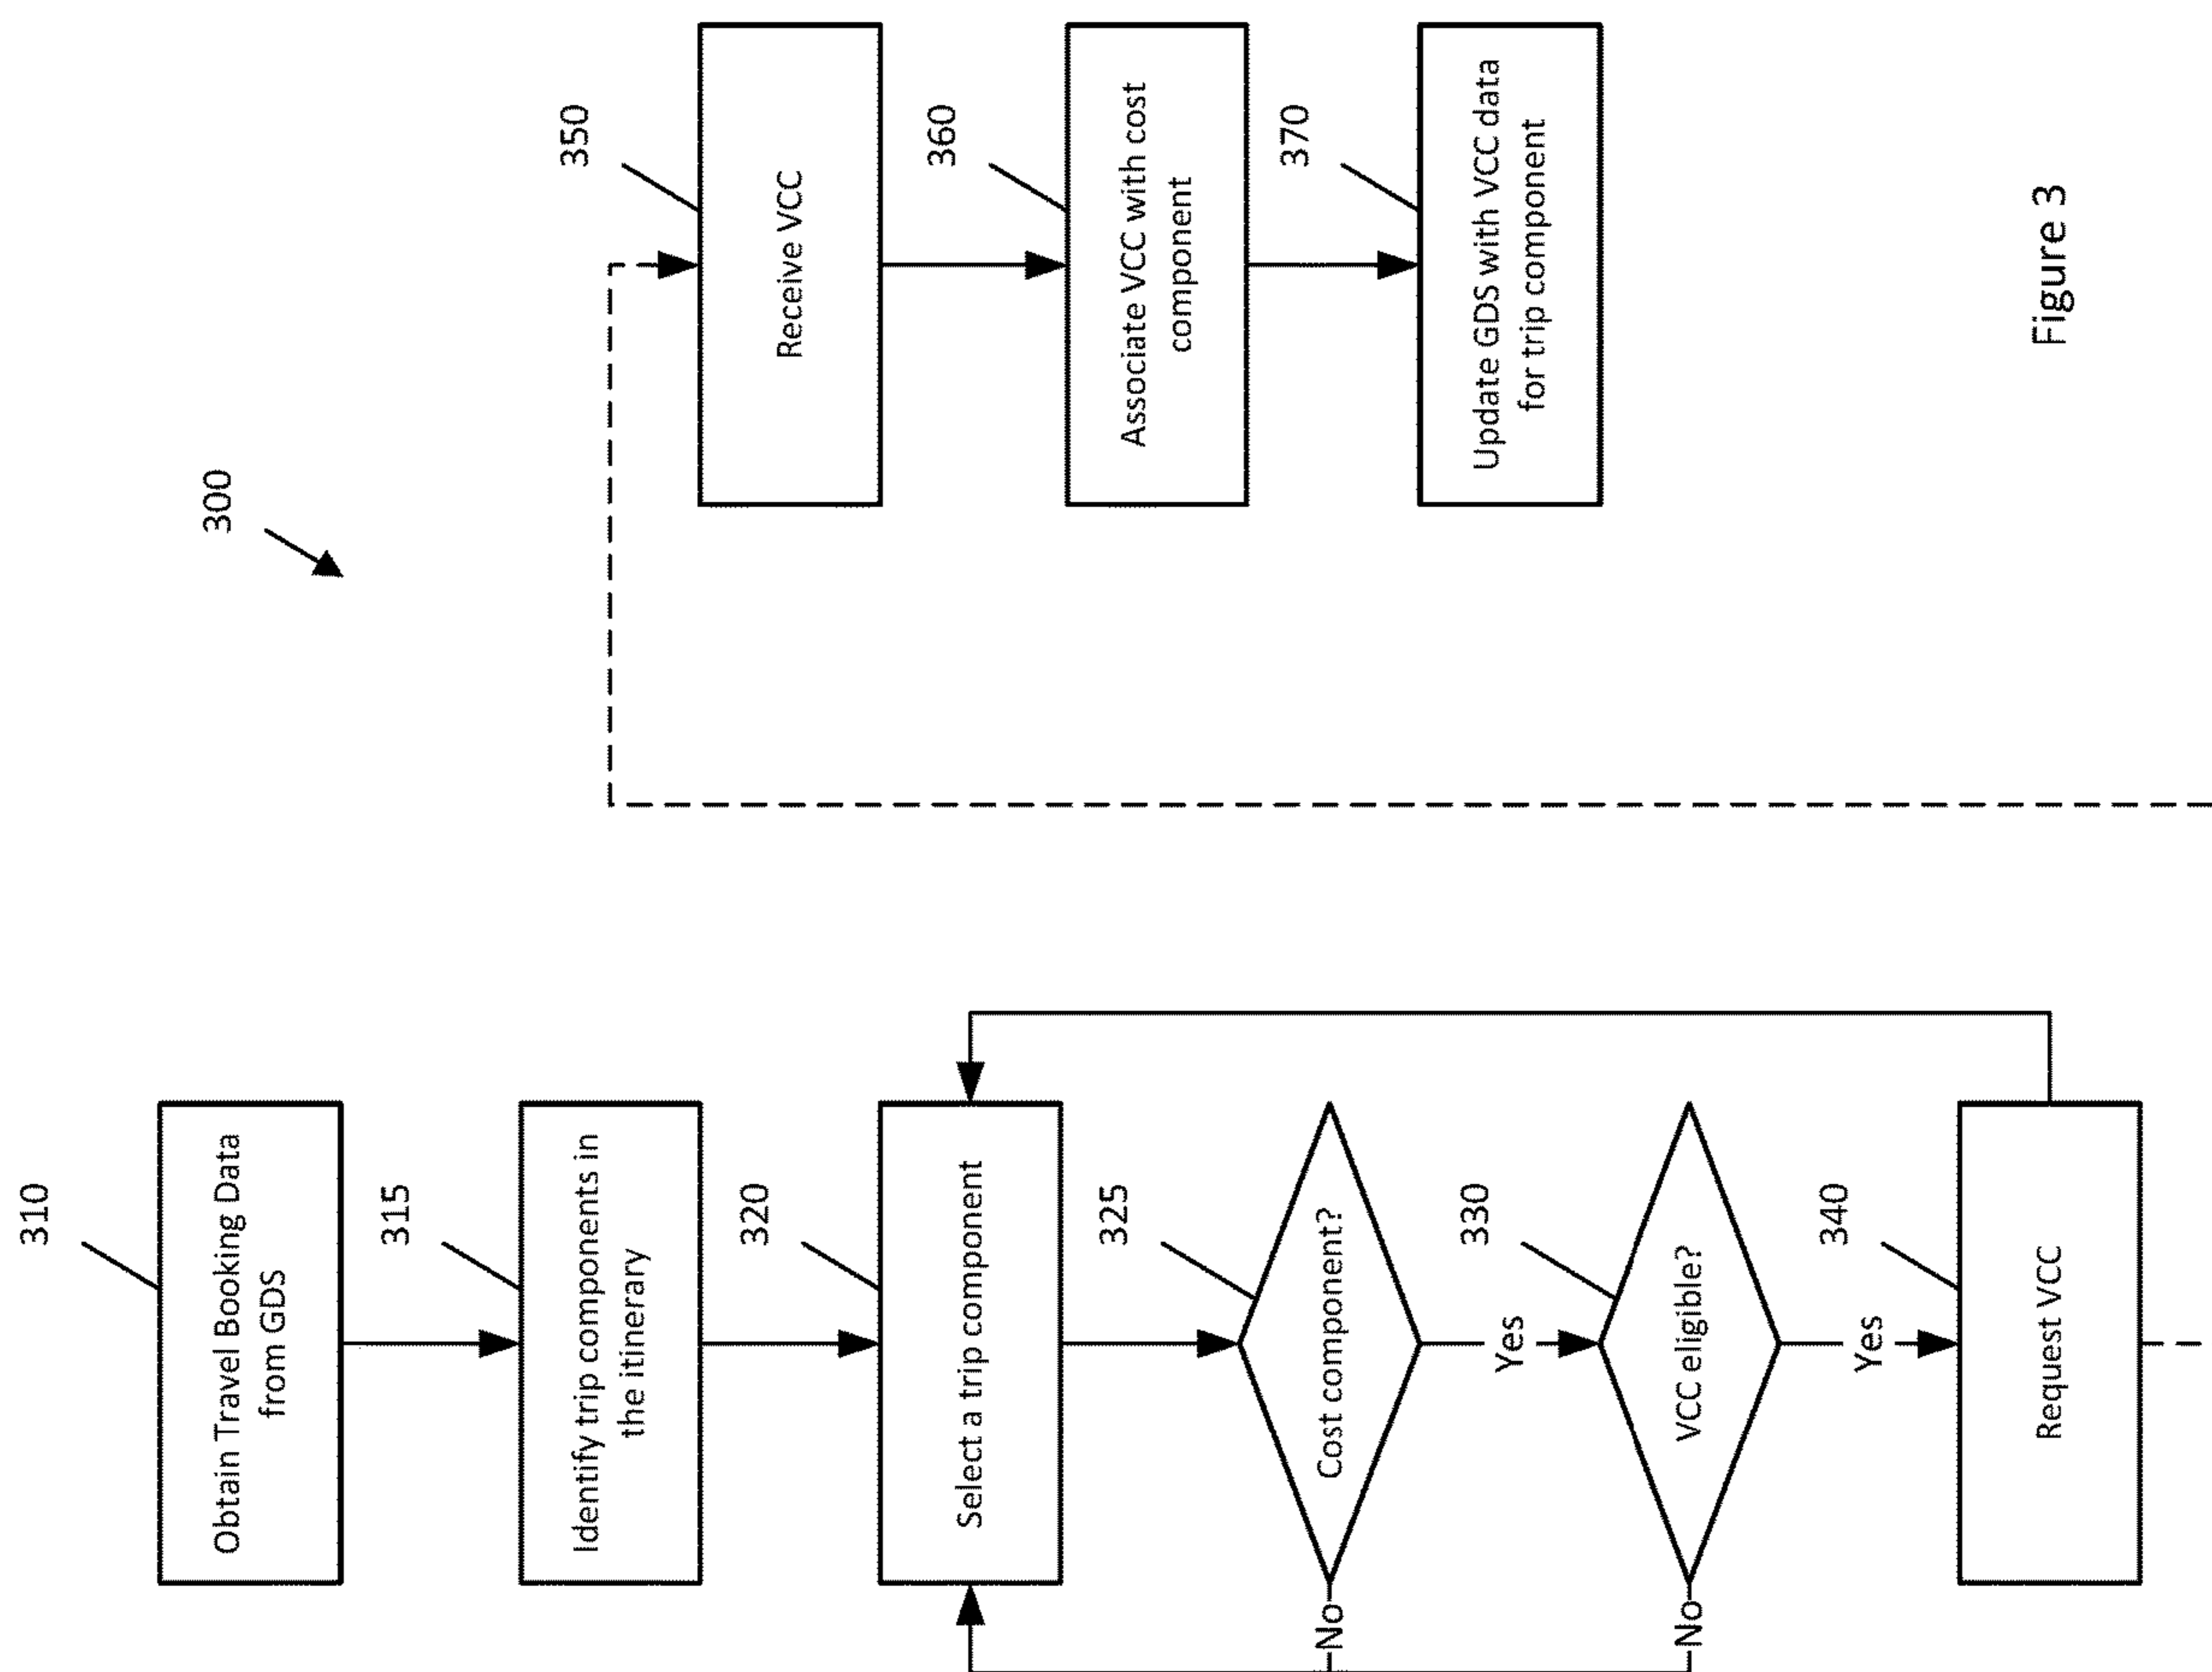 300
310
Obtain Travel Booking Data
from GDS
315
Identify trip components in
the itinerary
320
Select a trip component
325
Cost component?
No
Yes
330
VCC eligible?
No
Yes
340
Request VCC
350
Receive VCC
360
Associate VCC with cost
component
370
Update GDS with VCC data
for trip component
Figure 3